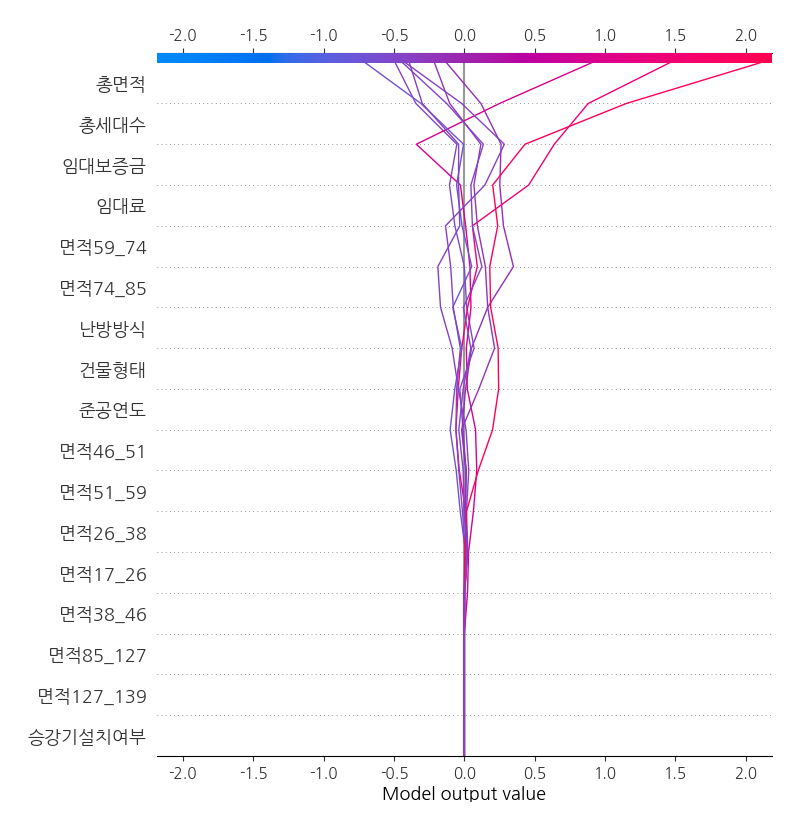 -2.0 -1.5 -1.0 -0.5 0.0 0.5 1.0 1.5 2.0
총면적
총세대수
임대보증금
임대료
면적59_74
면적74_85
난방방식
건물형태
준공연도
면적46_51
면적51_59
면적26_38
면적17_26
면적38_46
면적85_127
면적127_139
승강기설치여부
-2.0 -1.5 -1.0 -0.5 0.0 0.5 1.0 1.5 2.0
Model output value